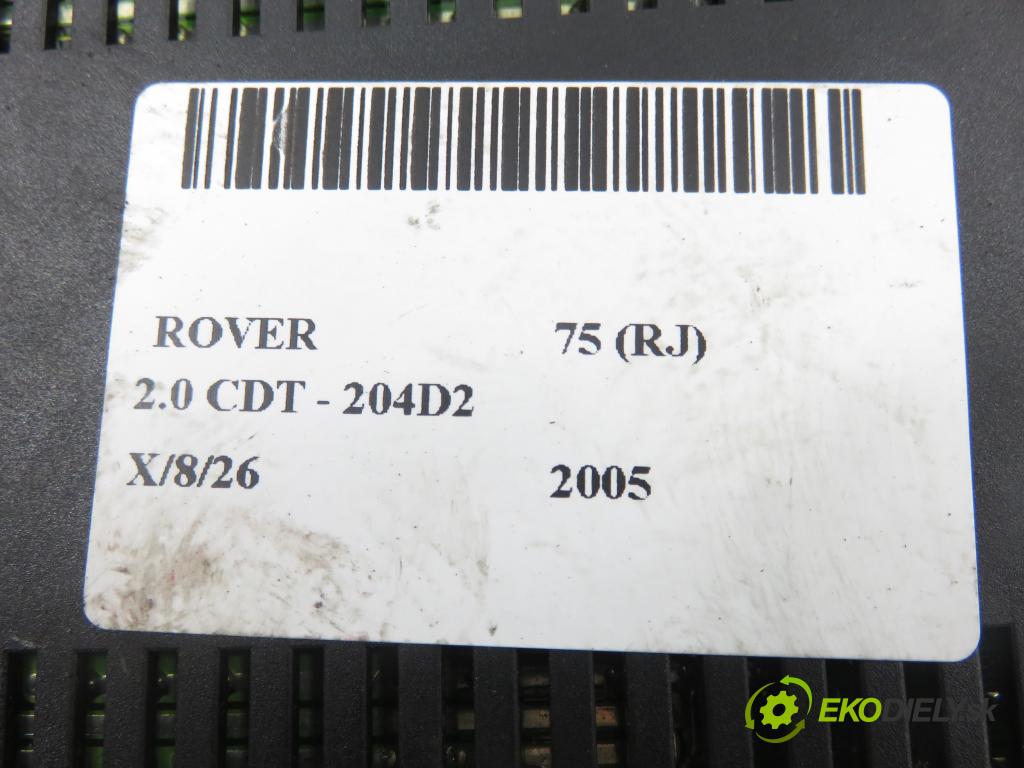 ROVER 75 (RJ)
2.0 CDT - 204D2
X/8/26 2005
EKODIELY.SK